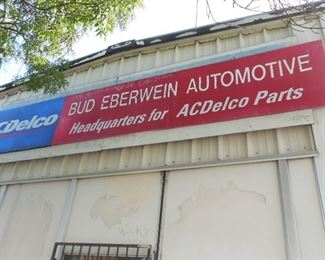 ACDelco
BUD EBERWEIN AUTOMOTIVE
Headquarters for ACDelco Parts